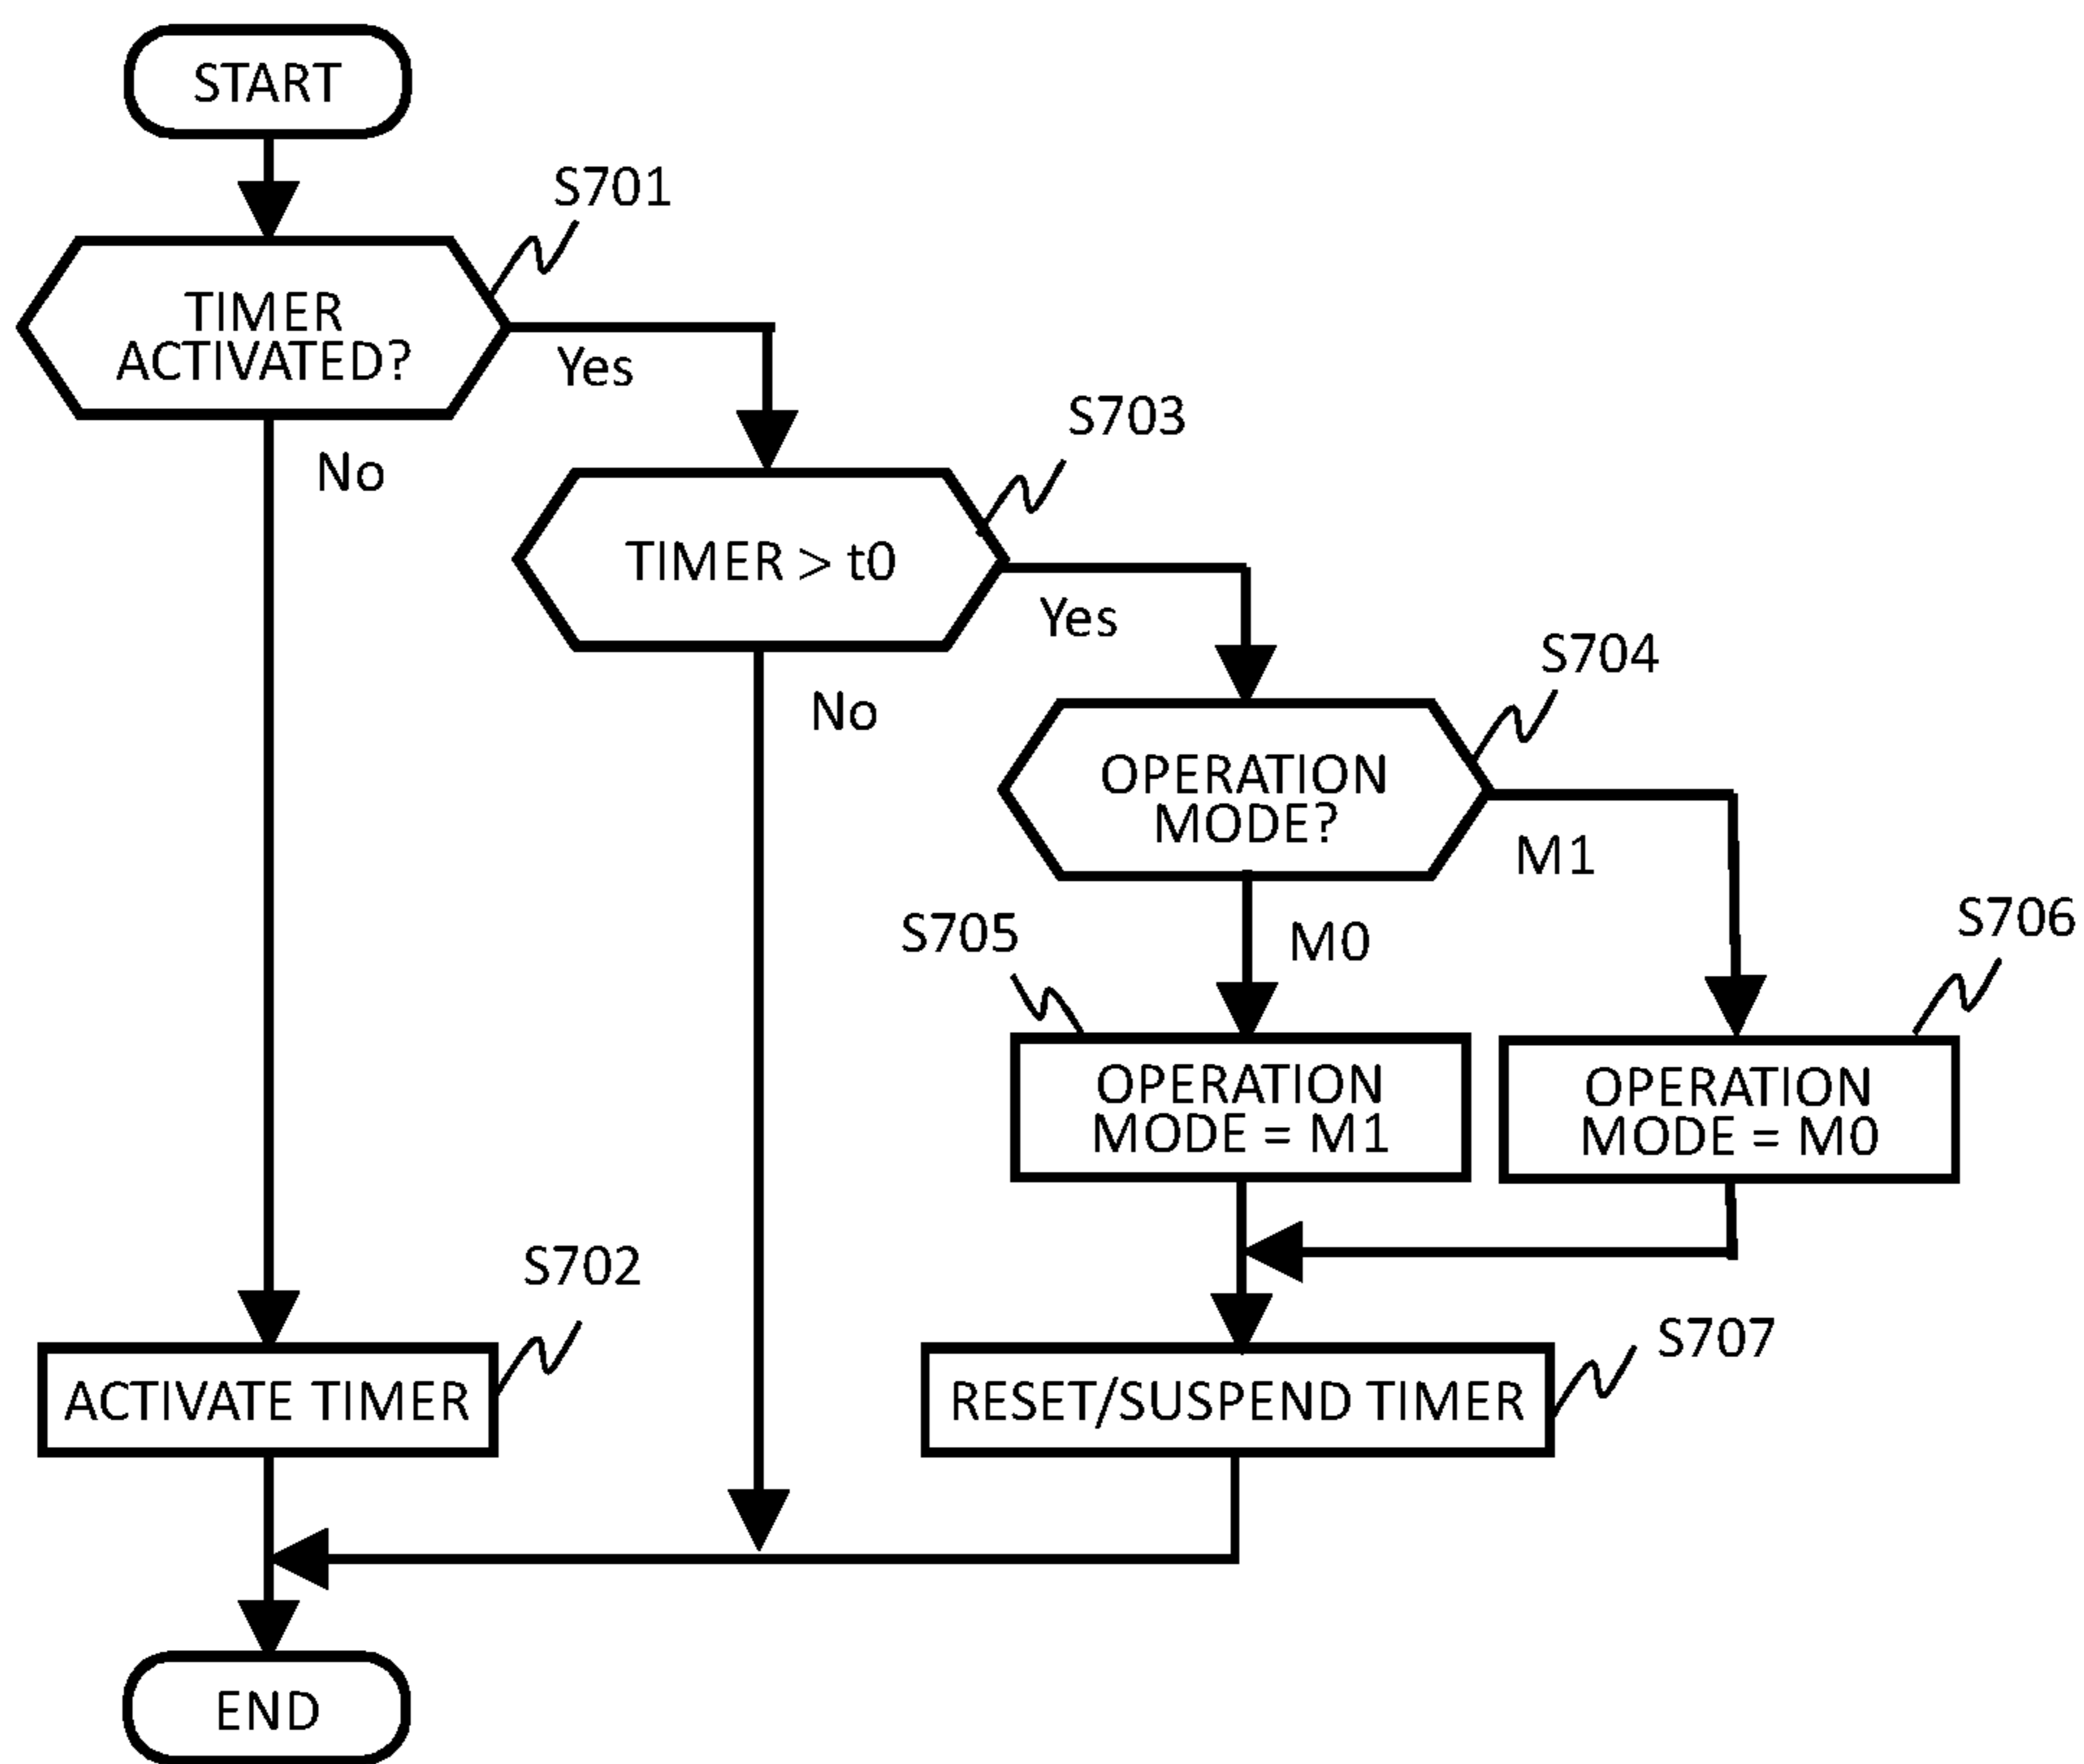 START
S701
TIMER
ACTIVATED?
Yes
No
S703
TIMER > t0
Yes
No
S704
OPERATION
MODE?
M1
M0
S705
OPERATION
MODE = M1
S706
OPERATION
MODE = M0
S702
ACTIVATE TIMER
S707
RESET/SUSPEND TIMER
END